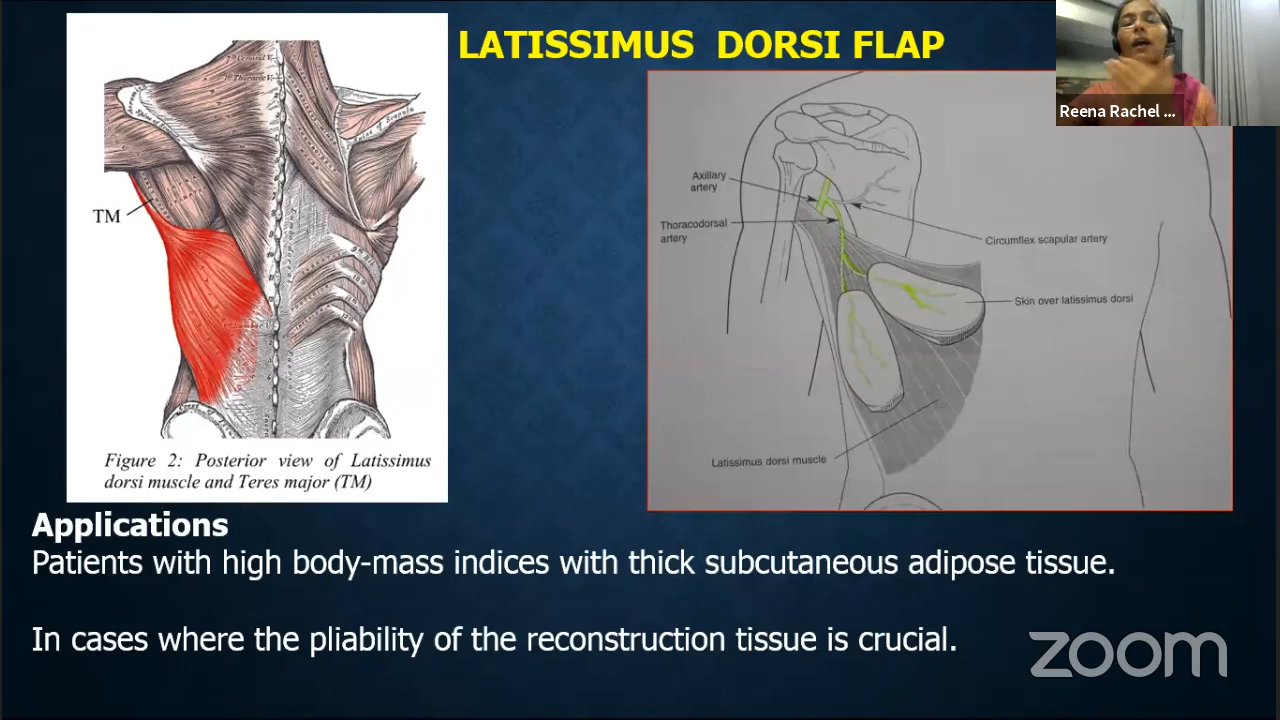 LATISSIMUS DORSI FLAP
Reena Rachel ...
TM
Figure 2: Posterior view of Latissimus
dorsi muscle and Teres major (TM)
Axillary
artery
Thoracodorsal
artery
Circumflex scapular artery
Skin over latissimus dorsi
Latissimus dorsi muscle
Applications
Patients with high body-mass indices with thick subcutaneous adipose tissue.
In cases where the pliability of the reconstruction tissue is crucial.
zoom